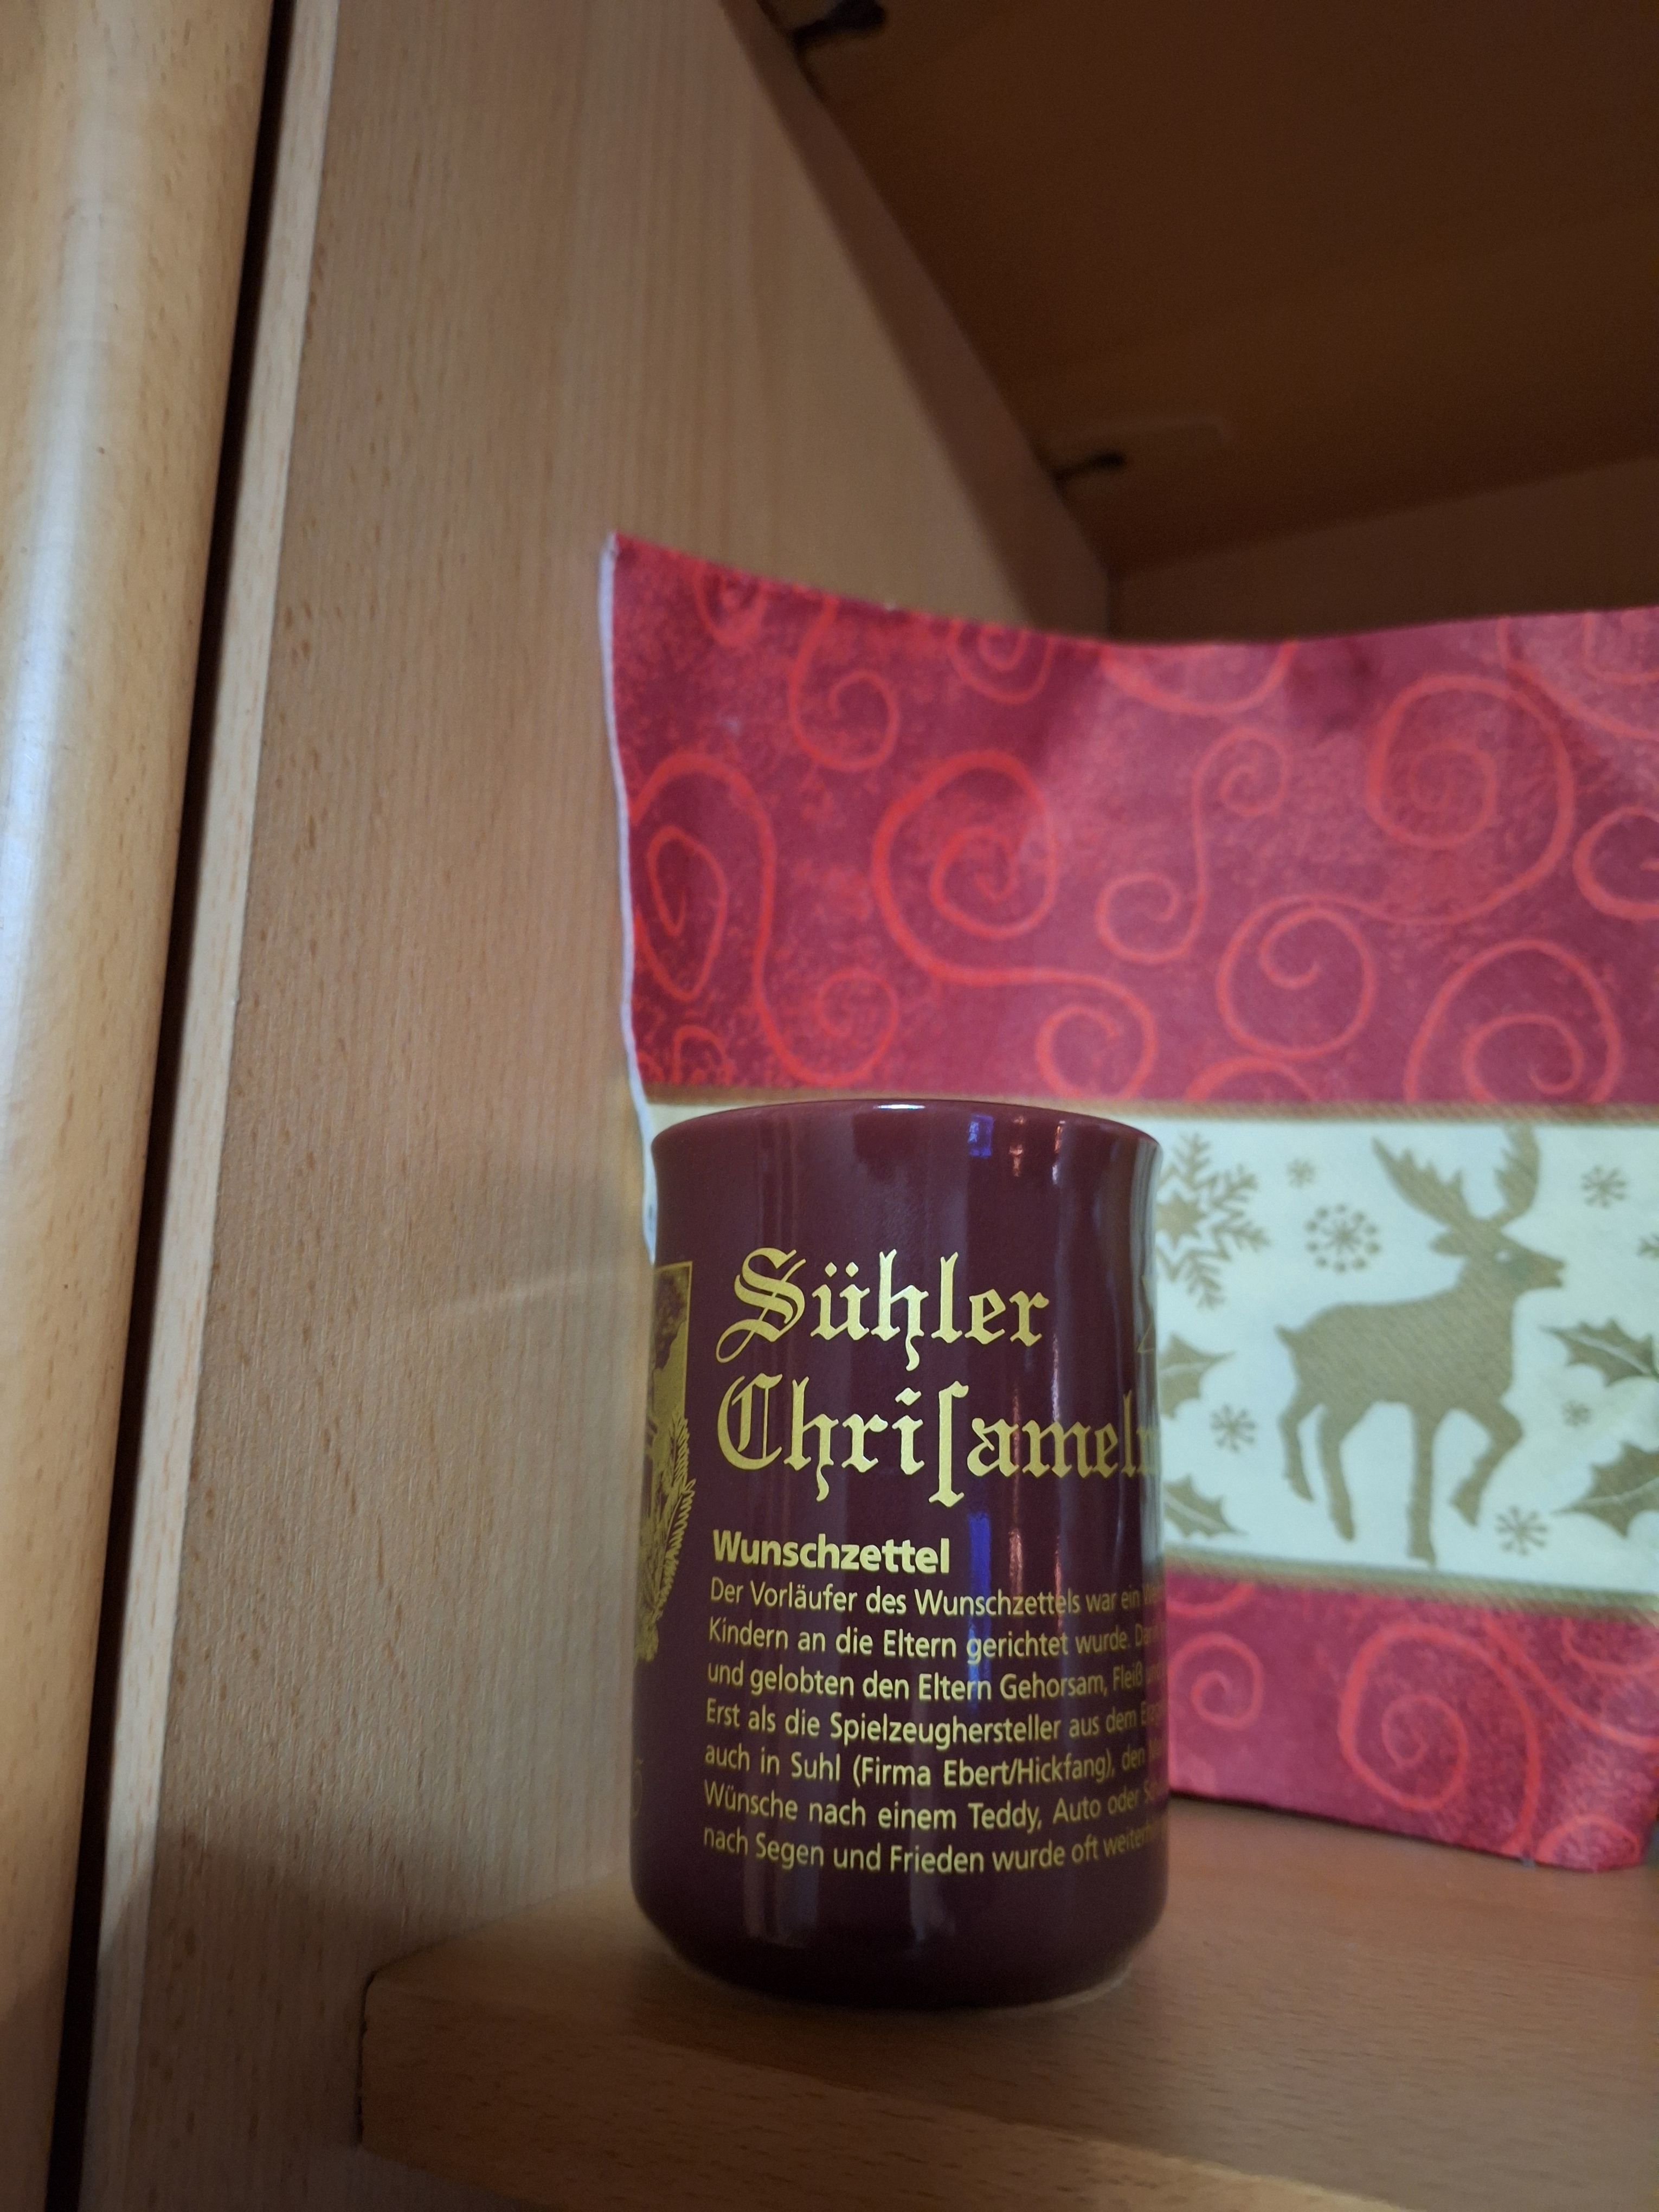 Sühler
Chriſameln
Wunschzettel
Der Vorläufer des Wunschzettels war ein
Kindern an die Eltern gerichtet wurde.
und gelobten den Eltern Gehorsam, Fleiß
Erst als die Spielzeughersteller aus dem
auch in Suhl (Firma Ebert/Hickfang), den
Wünsche nach einem Teddy, Auto oder
nach Segen und Frieden wurde oft